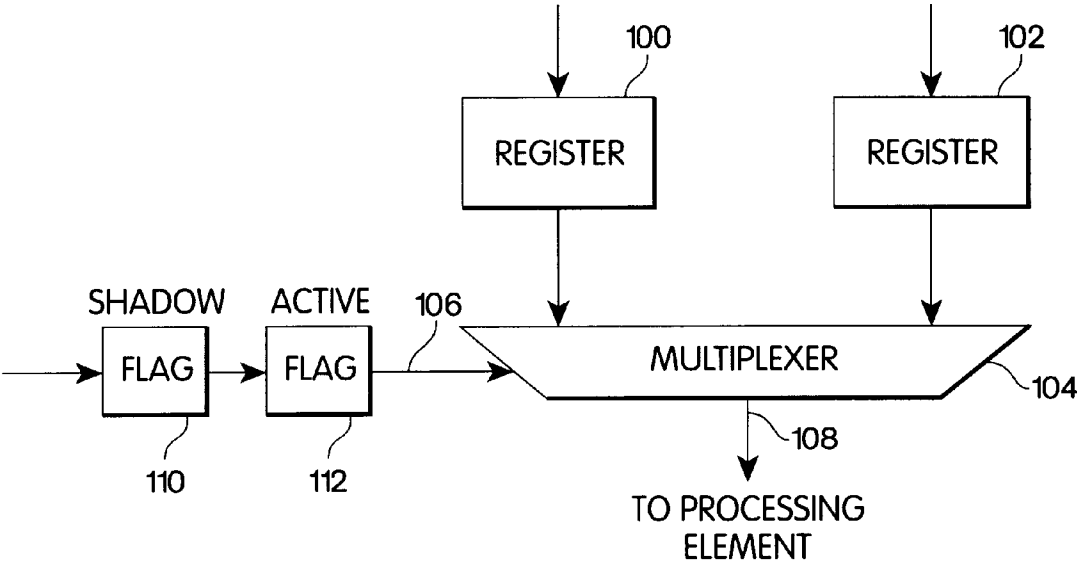 100
102
REGISTER
REGISTER
SHADOW
ACTIVE
106
FLAG
FLAG
MULTIPLEXER
104
108
110
112
TO PROCESSING
ELEMENT